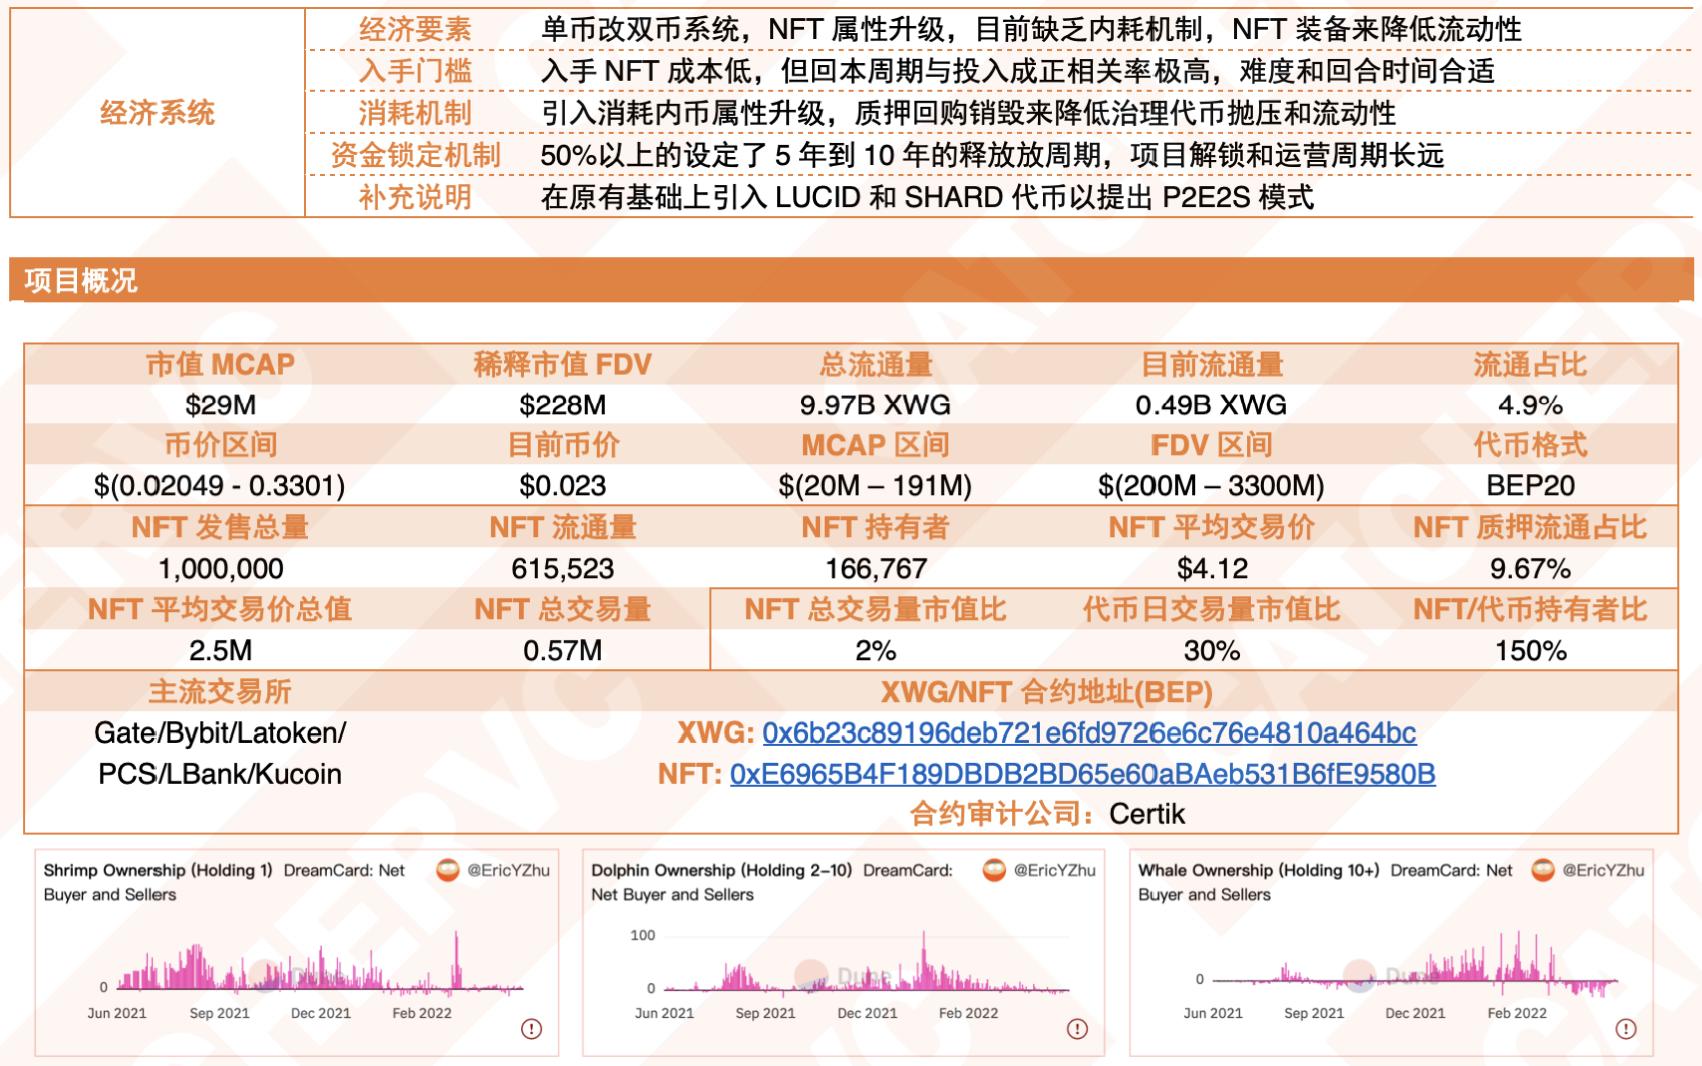 经济系统
经济要素 单币改双币系统，NFT 属性升级，目前缺乏内耗机制，NFT 装备来降低流动性
入手门槛 入手 NFT 成本低，但回本周期与投入成正相关率极高，难度和回合时间合适
消耗机制 引入消耗内币属性升级，质押回购销毁来降低治理代币抛压和流动性
资金锁定机制 50%以上的设定了 5 年到 10 年的释放放周期，项目解锁和运营周期长远
补充说明 在原有基础上引入 LUCID 和 SHARD 代币以提出 P2E2S 模式
项目概况
市值 MCAP 稀释市值 FDV 总流通量 目前流通量 流通占比
$29M $228M 9.97B XWG 0.49B XWG 4.9%
币价区间 目前币价 MCAP 区间 FDV 区间 代币格式
$(0.02049 - 0.3301) $0.023 $(20M – 191M) $(200M – 3300M) BEP20
NFT 发售总量 NFT 流通量 NFT 持有者 NFT 平均交易价 NFT 质押流通占比
1,000,000 615,523 166,767 $4.12 9.67%
NFT 平均交易价总值 NFT 总交易量 NFT 总交易量市值比 代币日交易量市值比 NFT/代币持有者比
2.5M 0.57M 2% 30% 150%
主流交易所 XWG/NFT 合约地址(BEP)
Gate/Bybit/Latoken/ XWG: 0x6b23c89196deb721e6fd9726e6c76e4810a464bc
PCS/LBank/Kucoin NFT: 0xE6965B4F189DBDB2BD65e60aBAeb531B6fE9580B
合约审计公司：Certik
Shrimp Ownership (Holding 1) DreamCard: Net @EricYZhu
Buyer and Sellers
0
Dune
Jun 2021 Sep 2021 Dec 2021 Feb 2022
Dolphin Ownership (Holding 2-10) DreamCard: @EricYZhu
Net Buyer and Sellers
100
0
Dune
Jun 2021 Sep 2021 Dec 2021 Feb 2022
Whale Ownership (Holding 10+) DreamCard: Net @EricYZhu
Buyer and Sellers
0
Dune
Jun 2021 Sep 2021 Dec 2021 Feb 2022